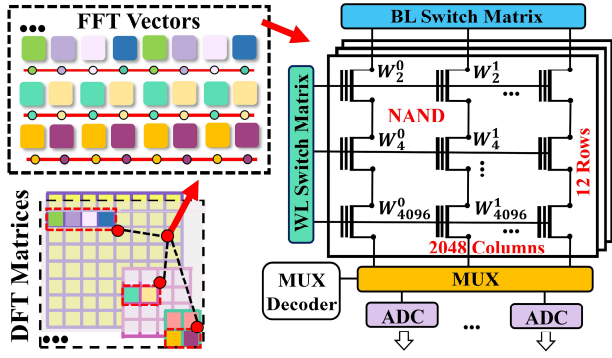 FFT Vectors
•••
DFT Matrices
•••
BL Switch Matrix
WL Switch Matrix
W_2^0 W_2^1
•••
NAND
W_4^0 W_4^1
12 Rows
W_4096^0 W_4096^1
•••
2048 Columns
MUX Decoder
MUX
ADC ••• ADC